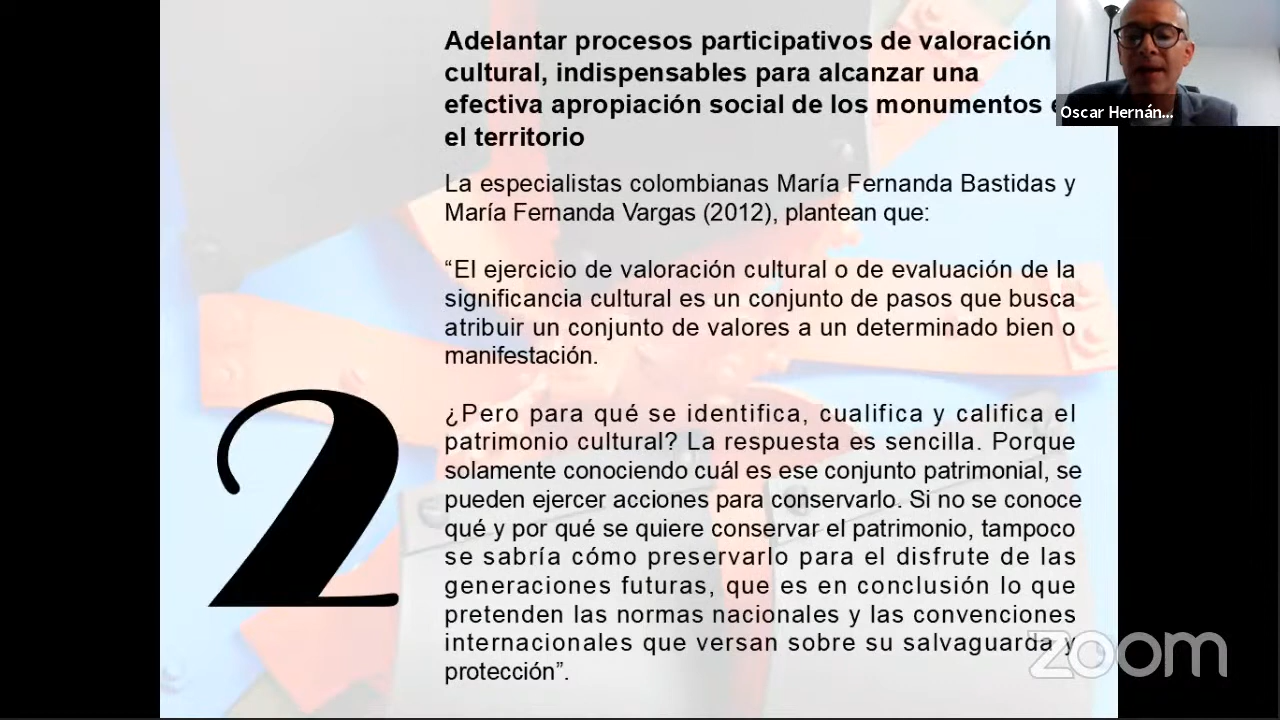 Adelantar procesos participativos de valoración
cultural, indispensables para alcanzar una
efectiva apropiación social de los monumentos
el territorio
Oscar Hernán...
La especialistas colombianas María Fernanda Bastidas y
María Fernanda Vargas (2012), plantean que:
“El ejercicio de valoración cultural o de evaluación de la
significancia cultural es un conjunto de pasos que busca
atribuir un conjunto de valores a un determinado bien o
manifestación.
¿Pero para qué se identifica, cualifica y califica el
patrimonio cultural? La respuesta es sencilla. Porque
solamente conociendo cuál es ese conjunto patrimonial, se
pueden ejercer acciones para conservarlo. Si no se conoce
qué y por qué se quiere conservar el patrimonio, tampoco
se sabría cómo preservarlo para el disfrute de las
generaciones futuras, que es en conclusión lo que
pretenden las normas nacionales y las convenciones
internacionales que versan sobre su salvaguarda y
protección”.
2
zoom